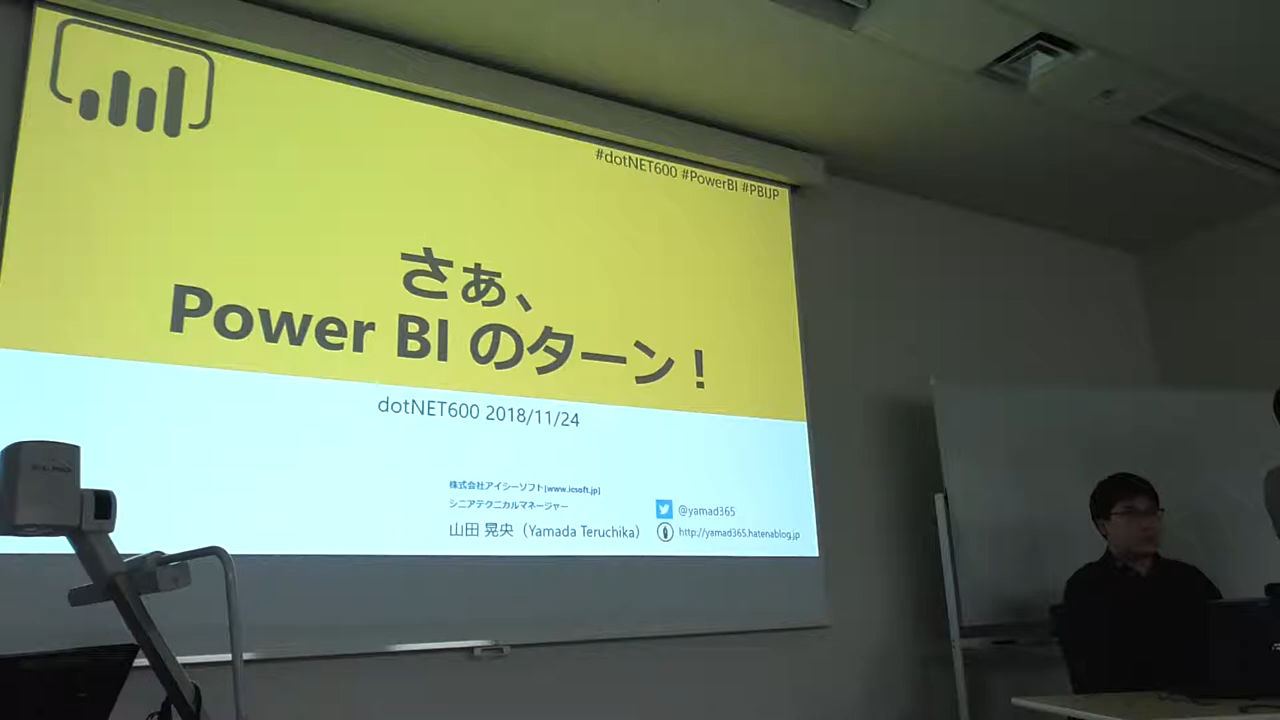 #dotNET600 #PowerBI #PBUP
さぁ、
Power BI のターン！
dotNET600 2018/11/24
株式会社アイシーソフト[www.icsoft.jp]
シニアテクニカルマネージャー
山田 晃央（Yamada Teruchika）
@yamad365
http://yamad365.hatenablog.jp